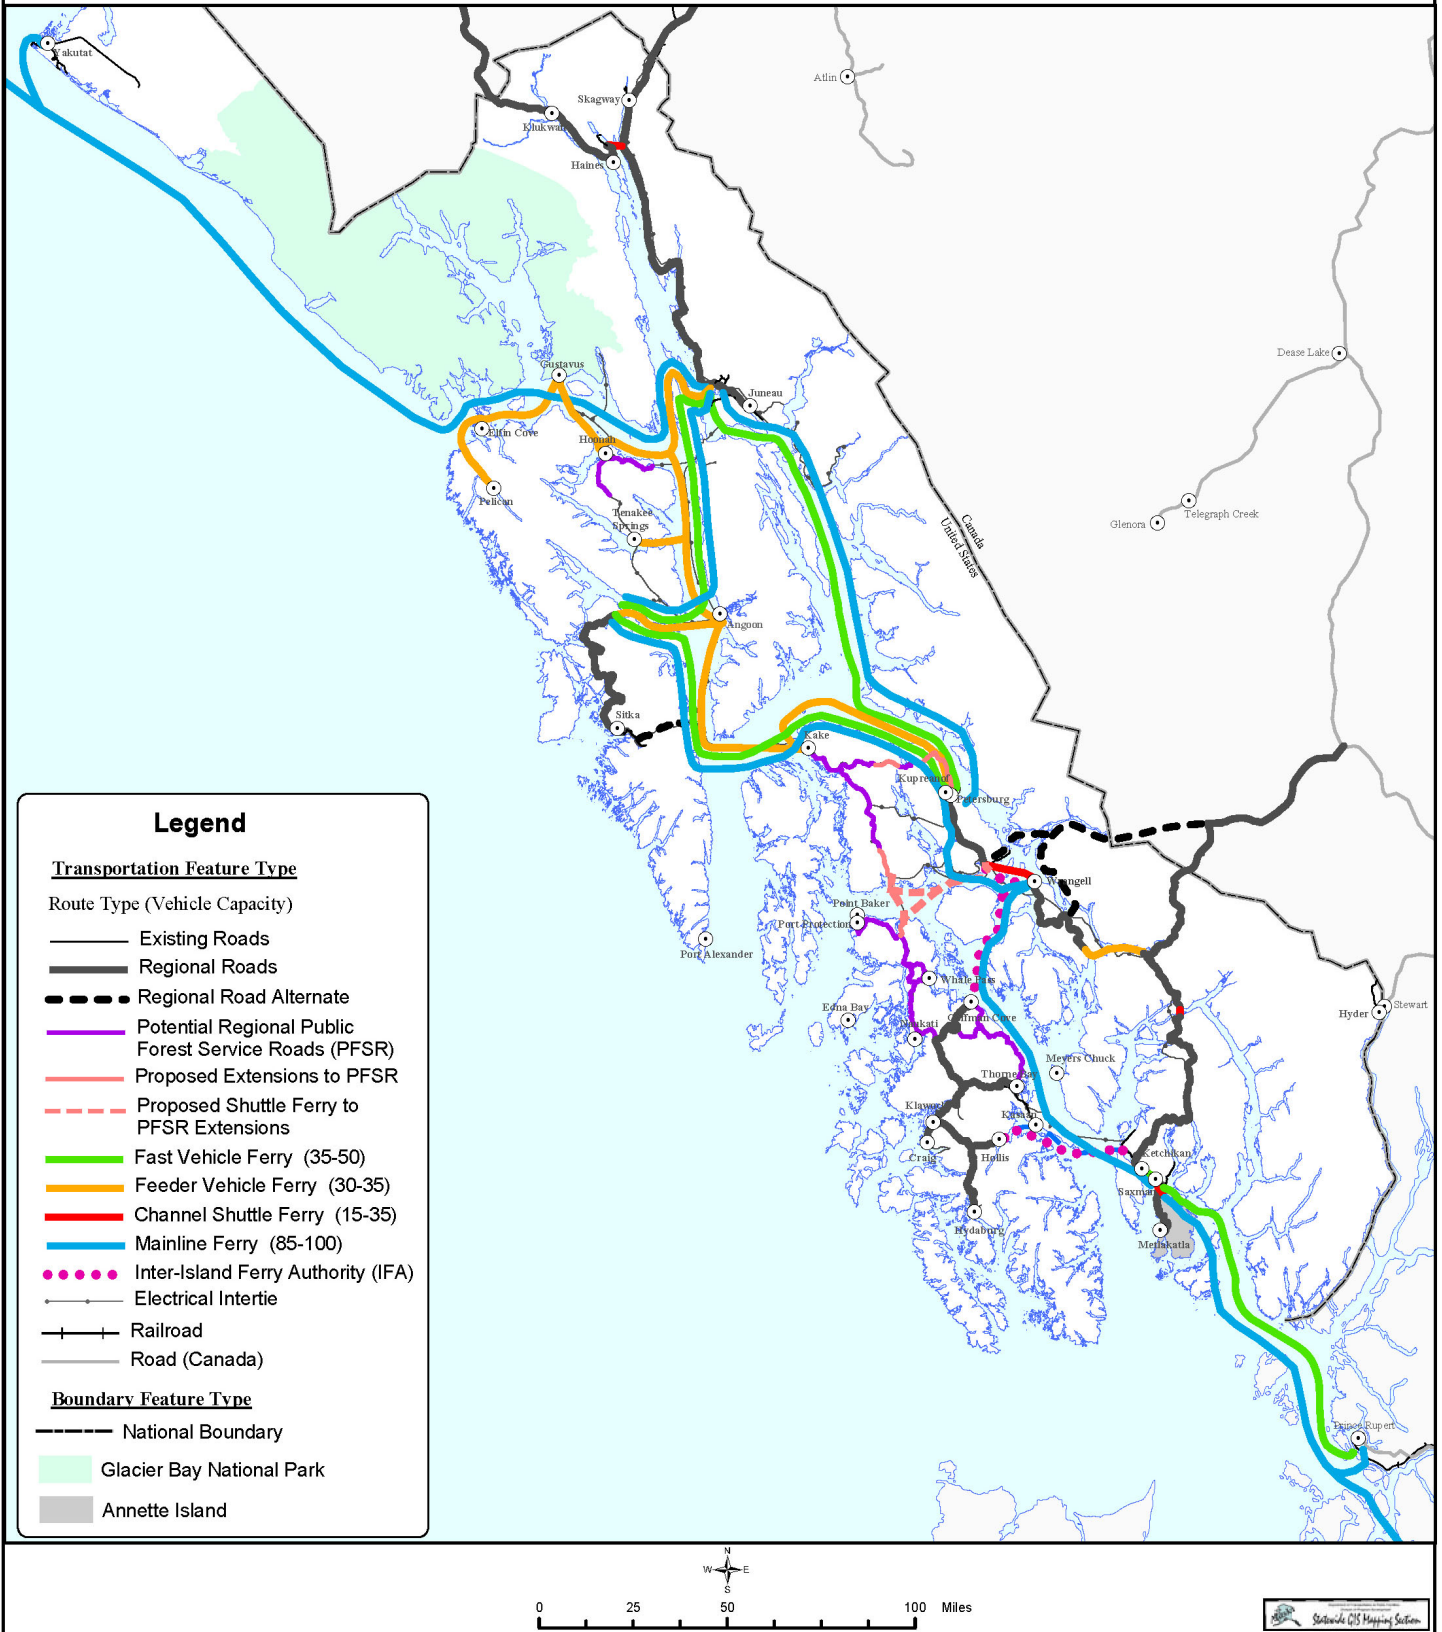 Yakutat
Atlin
Skagway
Klukwan
Haines
Dease Lake
Gustavus
Juneau
Elfin Cove
Hoonah
Pelican
Tenakee
Springs
Canada
United States
Telegraph Creek
Glenora
Angoon
Sitka
Kake
Kupreanof
Petersburg
Wrangell
Point Baker
Port Protection
Port Alexander
Whale Pass
Edna Bay
Coffman Cove
Naukati
Stewart
Hyder
Meyers Chuck
Thorne Bay
Klawock
Kasaan
Craig
Hollis
Ketchikan
Saxman
Hydaburg
Metlakatla
Prince Rupert
Legend
Transportation Feature Type
Route Type (Vehicle Capacity)
Existing Roads
Regional Roads
Regional Road Alternate
Potential Regional Public
Forest Service Roads (PFSR)
Proposed Extensions to PFSR
Proposed Shuttle Ferry to
PFSR Extensions
Fast Vehicle Ferry (35-50)
Feeder Vehicle Ferry (30-35)
Channel Shuttle Ferry (15-35)
Mainline Ferry (85-100)
Inter-Island Ferry Authority (IFA)
Electrical Intertie
Railroad
Road (Canada)
Boundary Feature Type
National Boundary
Glacier Bay National Park
Annette Island
N
W E
S
0 25 50 100 Miles
Statewide GIS Mapping Section